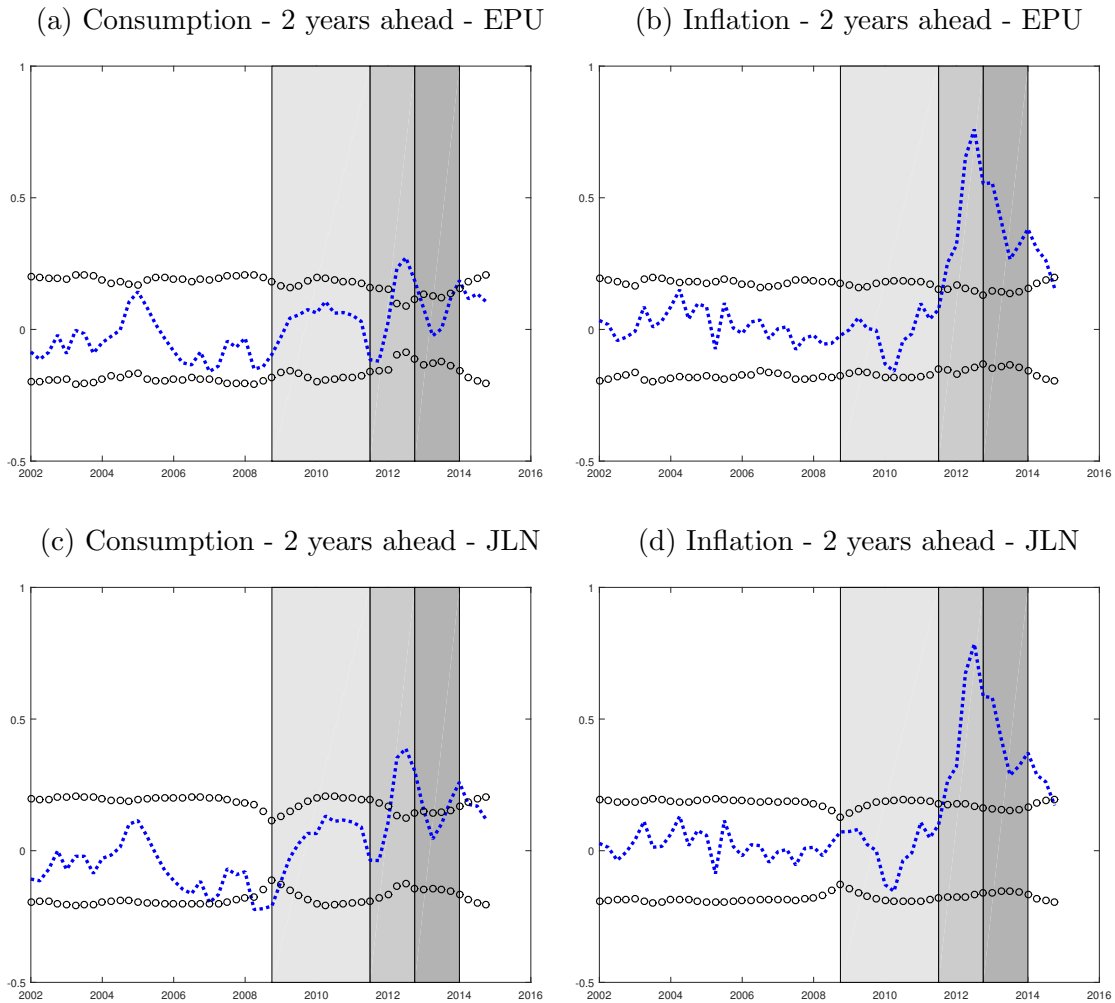 (a) Consumption - 2 years ahead - EPU
(b) Inflation - 2 years ahead - EPU
1
0.5
0
-0.5
2002 2004 2006 2008 2010 2012 2014 2016
1
0.5
0
-0.5
2002 2004 2006 2008 2010 2012 2014 2016
(c) Consumption - 2 years ahead - JLN
(d) Inflation - 2 years ahead - JLN
1
0.5
0
-0.5
2002 2004 2006 2008 2010 2012 2014 2016
1
0.5
0
-0.5
2002 2004 2006 2008 2010 2012 2014 2016